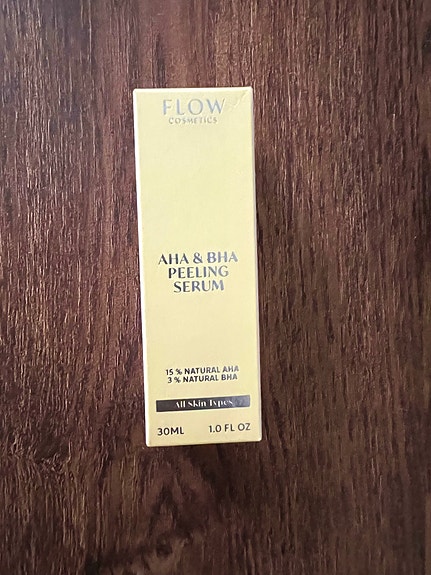 FLOW
COSMETICS
AHA & BHA
PEELING
SERUM
15 % NATURAL AHA
3 % NATURAL BHA
All Skin Types
30ML 1.0 FL OZ